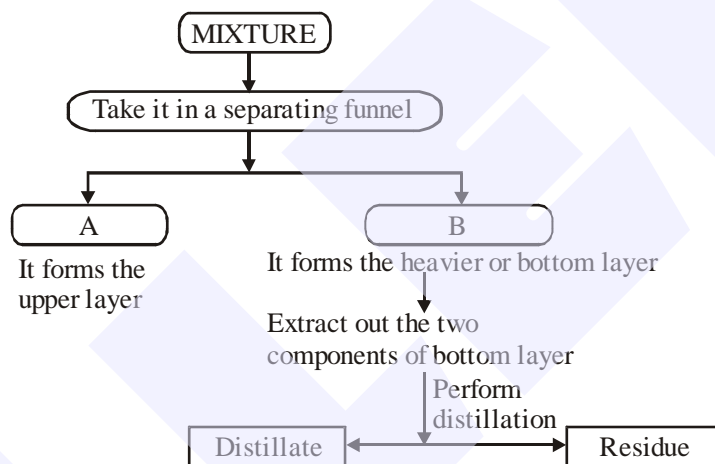 MIXTURE
Take it in a separating funnel
A
B
It forms the
upper layer
It forms the heavier or bottom layer
Extract out the two
components of bottom layer
Perform
distillation
Distillate
Residue